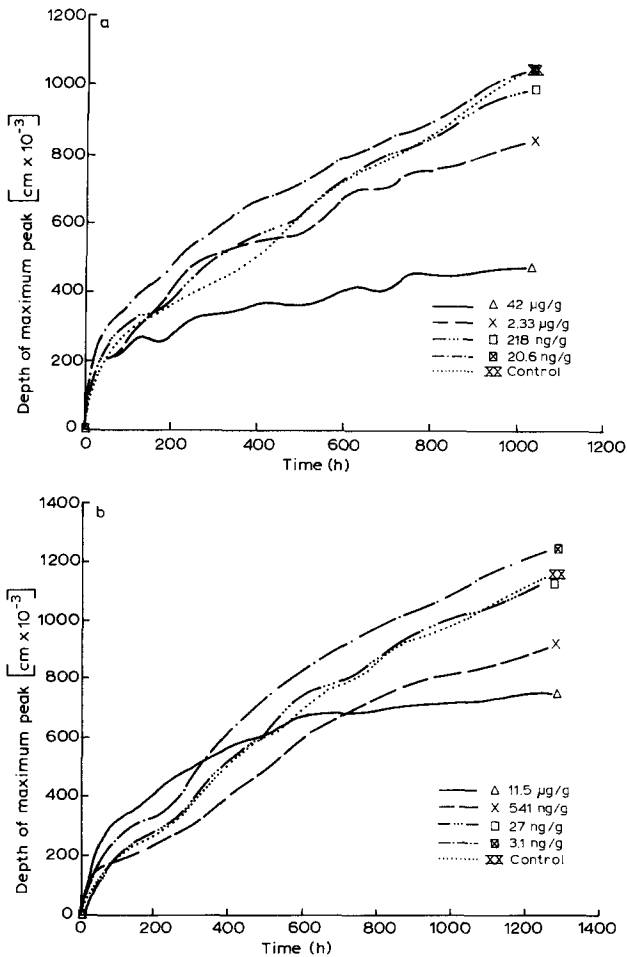 a
1200
1000
800
600
400
200
0
0
200
400
600
800
1000
1200
Depth of maximum peak [cm x 10⁻³]
Time (h)
Δ 42 µg/g
X 2.33 µg/g
□ 218 ng/g
⊠ 20.6 ng/g
XX Control
b
1400
1200
1000
800
600
400
200
0
0
200
400
600
800
1000
1200
1400
Depth of maximum peak [cm x 10⁻³]
Time (h)
Δ 11.5 µg/g
X 541 ng/g
□ 27 ng/g
⊠ 3.1 ng/g
XX Control